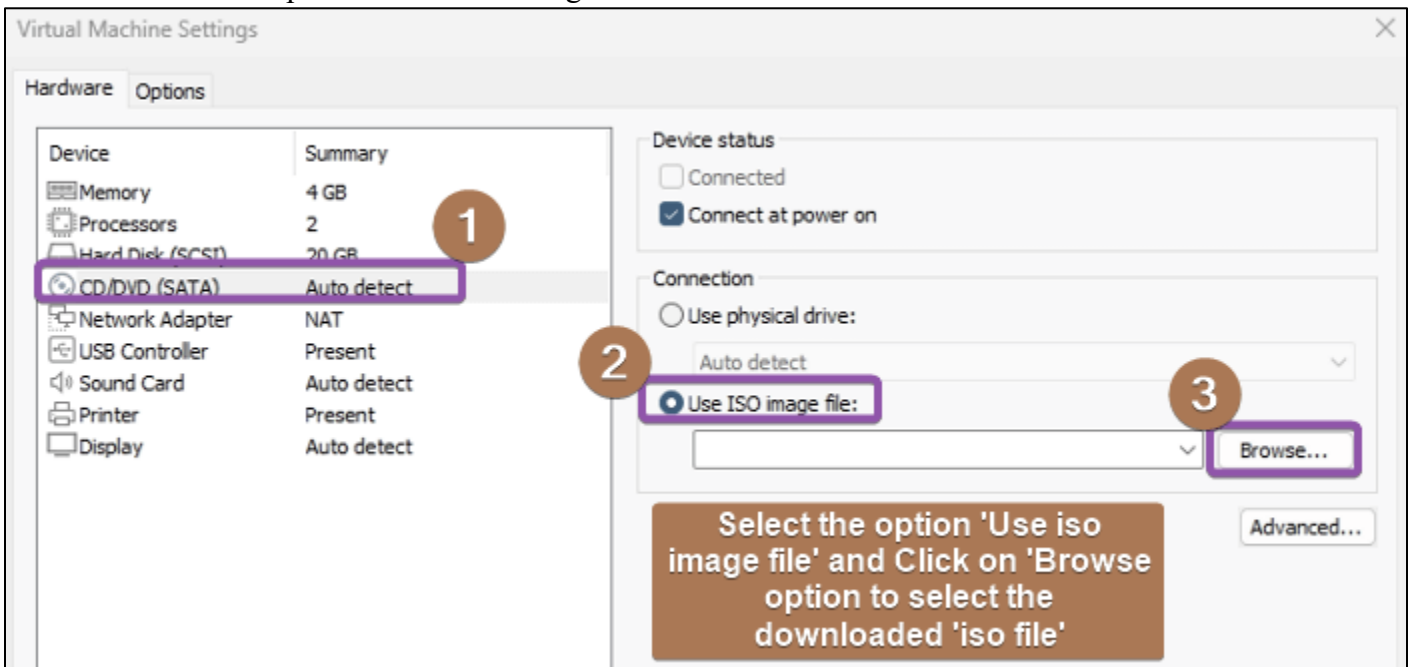 Virtual Machine Settings
Hardware Options
Device Summary
Memory 4 GB
Processors 2
Hard Disk (SCSI) 20 GB
CD/DVD (SATA) Auto detect
Network Adapter NAT
USB Controller Present
Sound Card Auto detect
Printer Present
Display Auto detect
1
Device status
Connected
Connect at power on
Connection
Use physical drive:
Auto detect
2
Use ISO image file:
3
Browse...
Select the option 'Use iso
image file' and Click on 'Browse
option to select the
downloaded 'iso file'
Advanced...